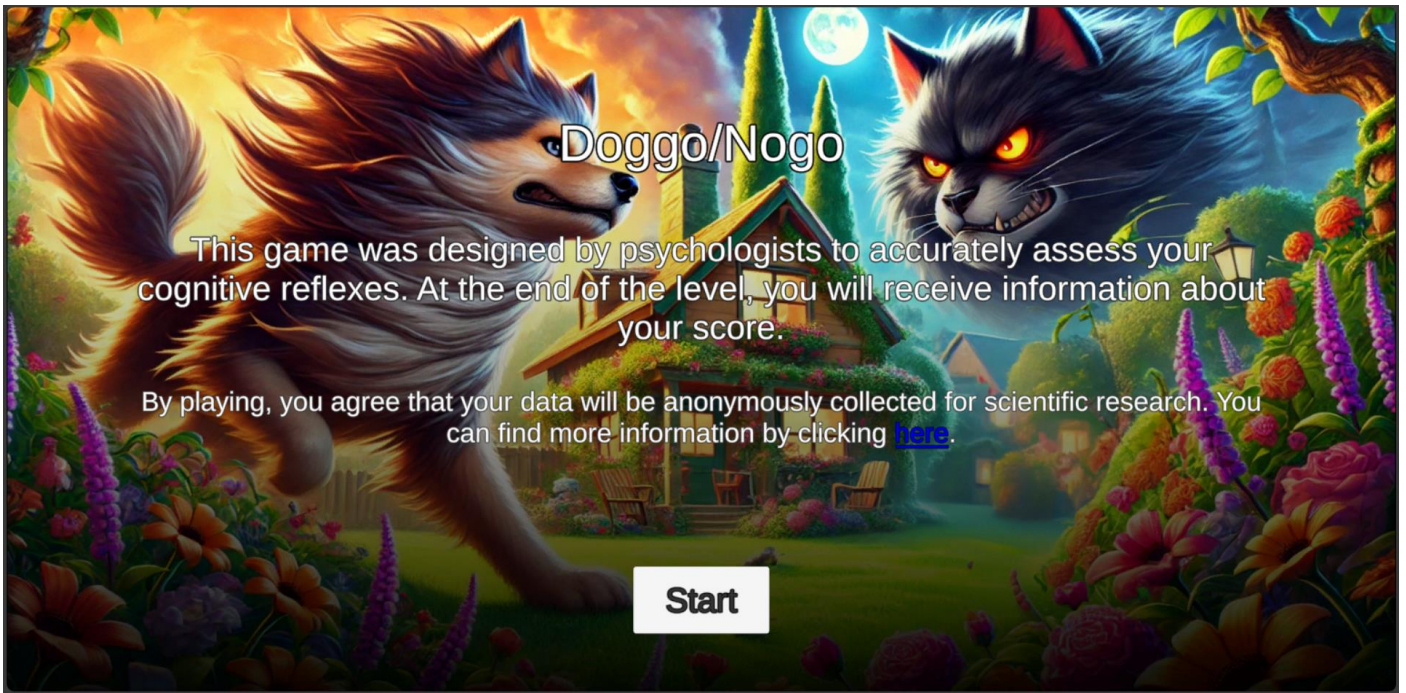 Doggo/Nogo
This game was designed by psychologists to accurately assess your
cognitive reflexes. At the end of the level, you will receive information about
your score.
By playing, you agree that your data will be anonymously collected for scientific research. You
can find more information by clicking here.
Start